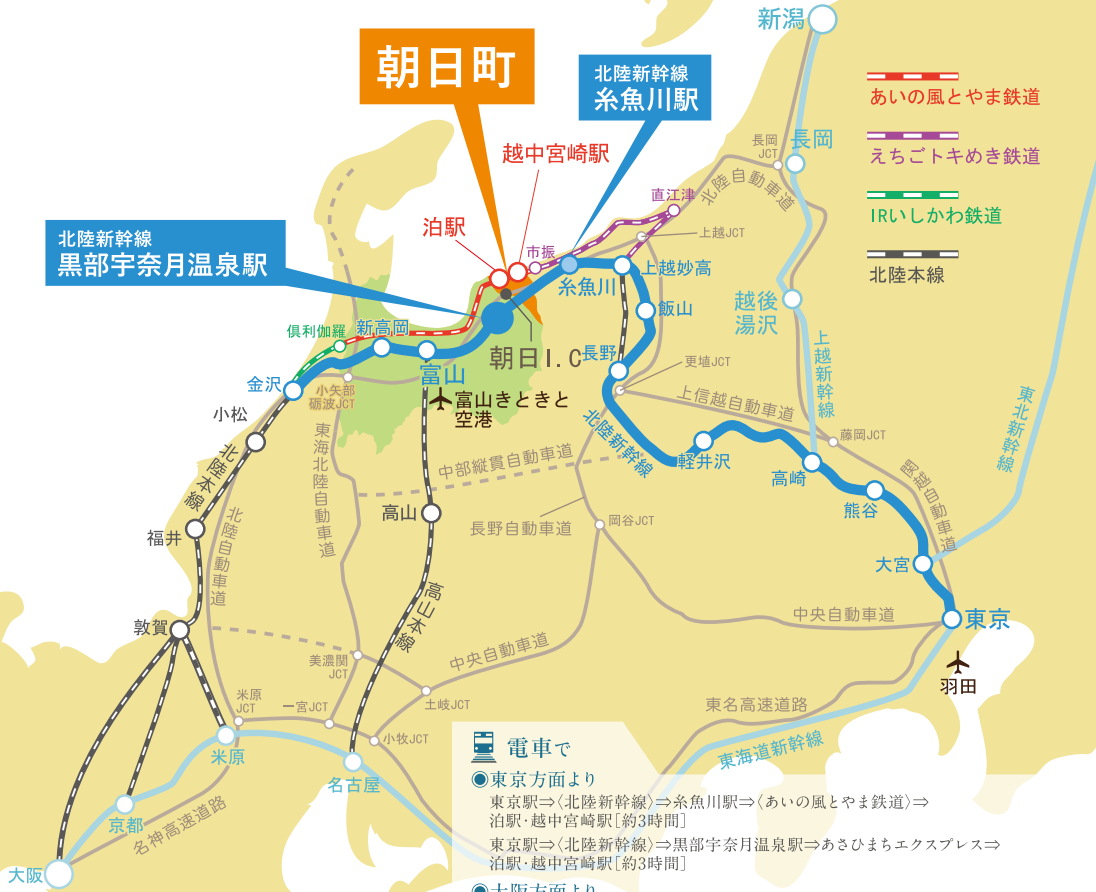 新潟
朝日町
北陸新幹線
糸魚川駅
あいの風とやま鉄道
えちごトキめき鉄道
IRいしかわ鉄道
北陸本線
長岡
JCT
長岡
越中宮崎駅
直江津
北陸自動車道
泊駅
北陸新幹線
黒部宇奈月温泉駅
市振
上越JCT
糸魚川
上越妙高
飯山
越後
湯沢
倶利伽羅
新高岡
朝日I.C
長野
上越新幹線
更埴JCT
金沢
富山
小矢部
砺波JCT
富山きときと
空港
上信越自動車道
東北新幹線
小松
北陸本線
東海北陸自動車道
北陸新幹線
軽井沢
藤岡JCT
中部縦貫自動車道
高崎
関越自動車道
熊谷
高山
長野自動車道
岡谷JCT
福井
北陸自動車道
大宮
高山本線
中央自動車道
東京
敦賀
中央自動車道
美濃関
JCT
羽田
米原
JCT
一宮JCT
土岐JCT
東名高速道路
小牧JCT
東海道新幹線
米原
名古屋
京都
名神高速道路
大阪
電車で
◉東京方面より
東京駅⇒〈北陸新幹線〉⇒糸魚川駅⇒〈あいの風とやま鉄道〉⇒
泊駅・越中宮崎駅[約3時間]
東京駅⇒〈北陸新幹線〉⇒黒部宇奈月温泉駅⇒あさひまちエクスプレス⇒
泊駅・越中宮崎駅[約3時間]
◉大阪方面より